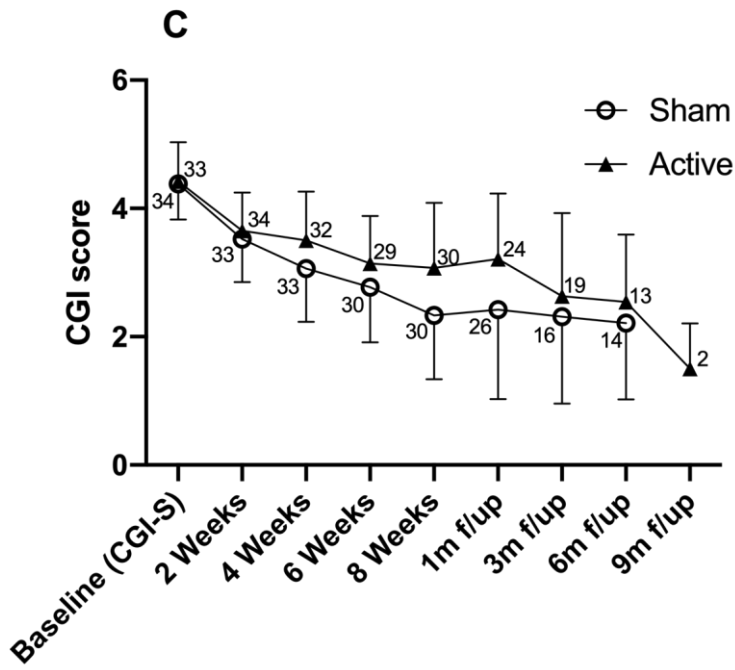 C
6
Sham
Active
33
34
4
34
32
24
33
29
30
19
13
33
30
CGI score
2
30
26
16
14
2
0
Baseline (CGI-S)
2 Weeks
4 Weeks
6 Weeks
8 Weeks
1m f/up
3m f/up
6m f/up
9m f/up